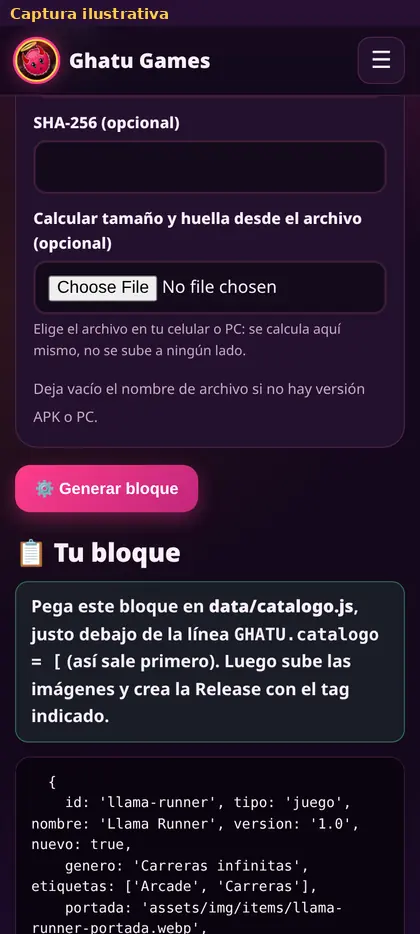 Captura ilustrativa
Ghatu Games
SHA-256 (opcional)
Calcular tamaño y huella desde el archivo
(opcional)
Choose File No file chosen
Elige el archivo en tu celular o PC: se calcula aquí
mismo, no se sube a ningún lado.
Deja vacío el nombre de archivo si no hay versión
APK o PC.
⚙️ Generar bloque
📋 Tu bloque
Pega este bloque en data/catalogo.js,
justo debajo de la línea GHATU.catalogo
= [ (así sale primero). Luego sube las
imágenes y crea la Release con el tag
indicado.
{
id: 'llama-runner', tipo: 'juego',
nombre: 'Llama Runner', version: '1.0',
nuevo: true,
genero: 'Carreras infinitas',
etiquetas: ['Arcade', 'Carreras'],
portada: 'assets/img/items/llama-
runner-portada.webp',